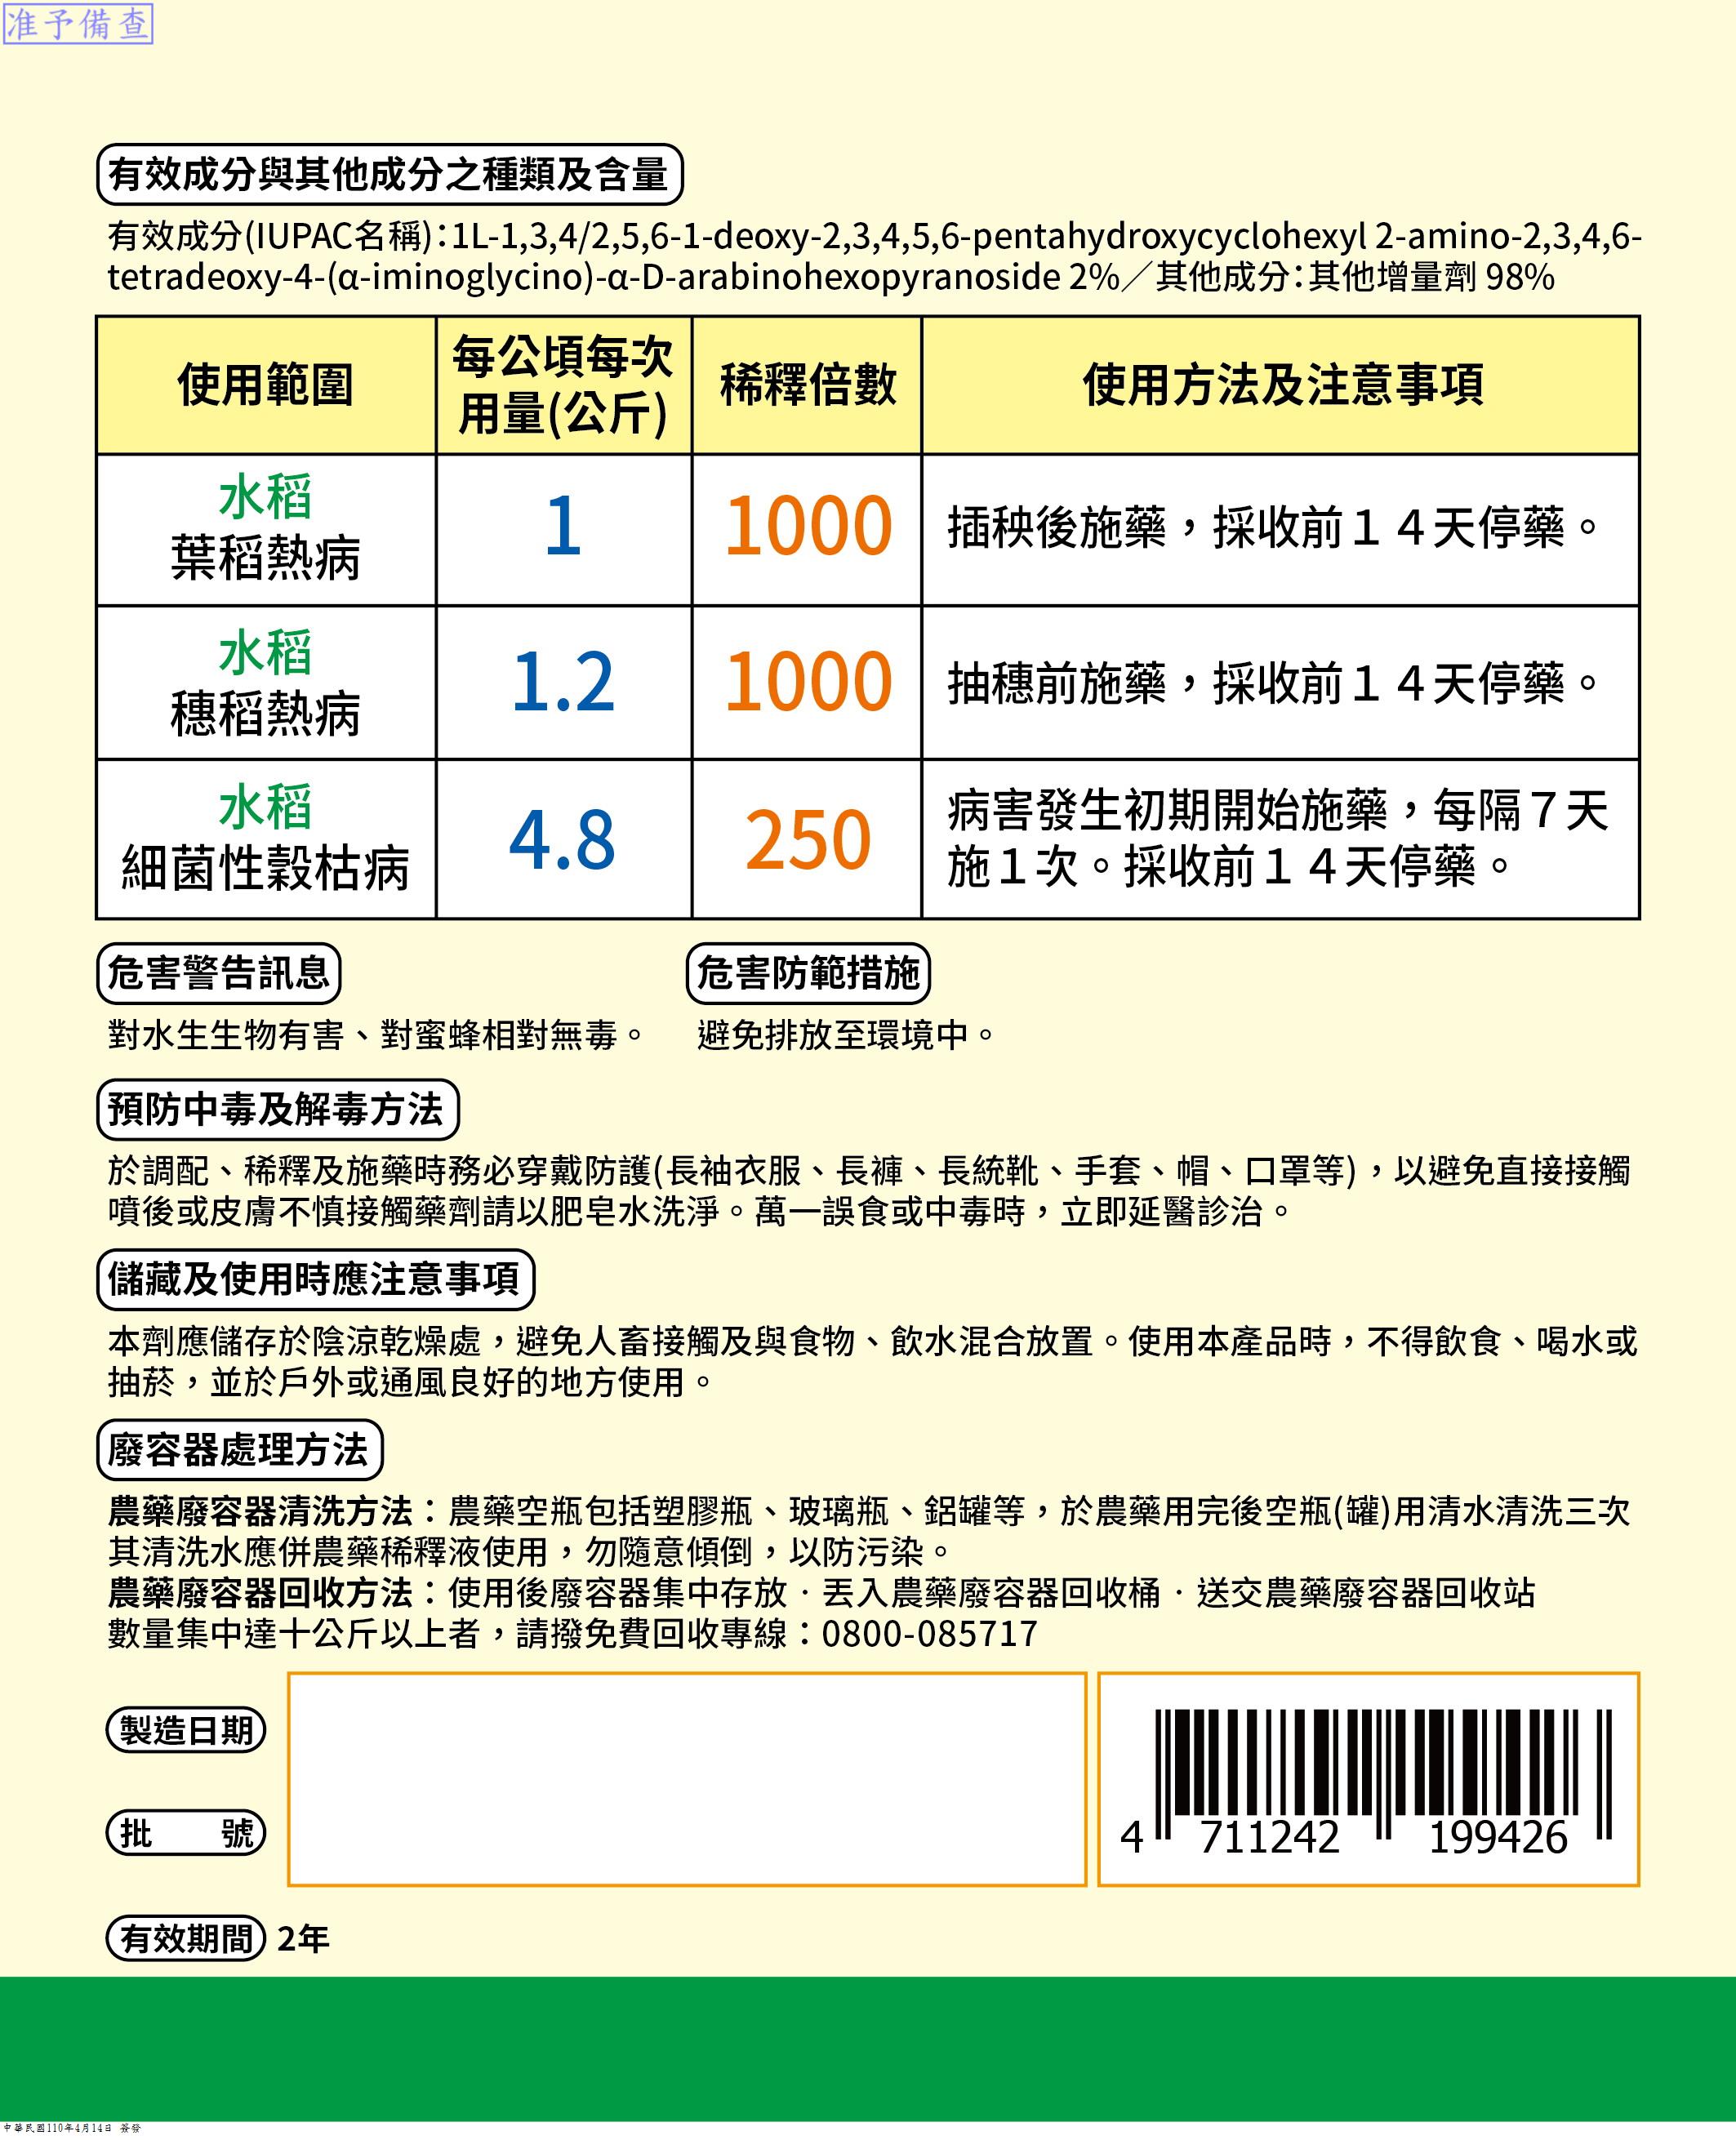 准予備查
有效成分與其他成分之種類及含量
有效成分(IUPAC名稱)：1L-1,3,4/2,5,6-1-deoxy-2,3,4,5,6-pentahydroxycyclohexyl 2-amino-2,3,4,6-
tetradeoxy-4-(α-iminoglycino)-α-D-arabinohexopyranoside 2%／其他成分：其他增量劑 98%
使用範圍
每公頃每次
用量(公斤)
稀釋倍數
使用方法及注意事項
水稻
葉稻熱病
1
1000
插秧後施藥，採收前１４天停藥。
水稻
穗稻熱病
1.2
1000
抽穗前施藥，採收前１４天停藥。
水稻
細菌性穀枯病
4.8
250
病害發生初期開始施藥，每隔７天
施１次。採收前１４天停藥。
危害警告訊息
對水生生物有害、對蜜蜂相對無毒。
危害防範措施
避免排放至環境中。
預防中毒及解毒方法
於調配、稀釋及施藥時務必穿戴防護(長袖衣服、長褲、長統靴、手套、帽、口罩等)，以避免直接接觸
噴後或皮膚不慎接觸藥劑請以肥皂水洗淨。萬一誤食或中毒時，立即延醫診治。
儲藏及使用時應注意事項
本劑應儲存於陰涼乾燥處，避免人畜接觸及與食物、飲水混合放置。使用本產品時，不得飲食、喝水或
抽菸，並於戶外或通風良好的地方使用。
廢容器處理方法
農藥廢容器清洗方法：農藥空瓶包括塑膠瓶、玻璃瓶、鋁罐等，於農藥用完後空瓶(罐)用清水清洗三次
其清洗水應併農藥稀釋液使用，勿隨意傾倒，以防污染。
農藥廢容器回收方法：使用後廢容器集中存放．丟入農藥廢容器回收桶．送交農藥廢容器回收站
數量集中達十公斤以上者，請撥免費回收專線：0800-085717
製造日期
批　　號
4 711242 199426
有效期間 2年
中華民國110年4月14日 簽發